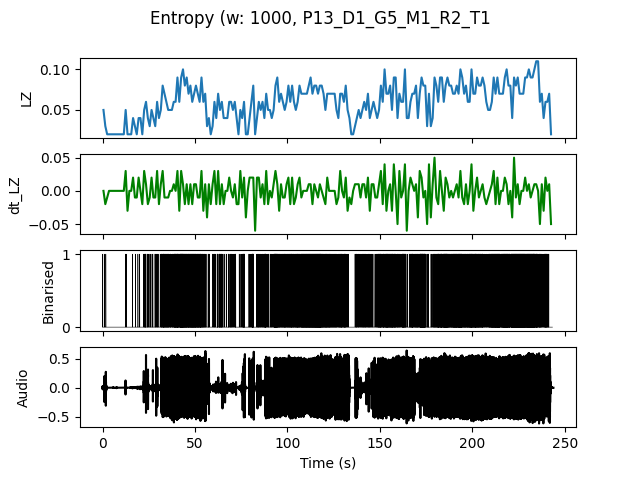 Entropy (w: 1000, P13_D1_G5_M1_R2_T1
0.10
0.05
LZ
0.05
0.00
−0.05
dt_LZ
1
0
Binarised
0.5
0.0
−0.5
Audio
0 50 100 150 200 250
Time (s)